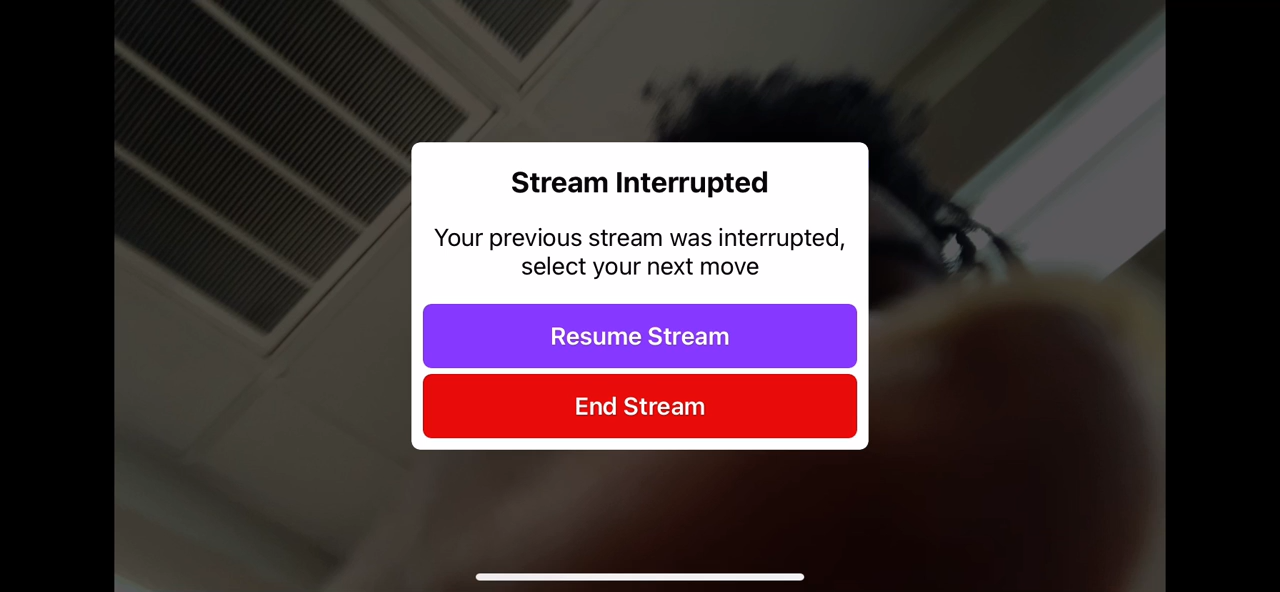 Stream Interrupted
Your previous stream was interrupted,
select your next move
Resume Stream
End Stream